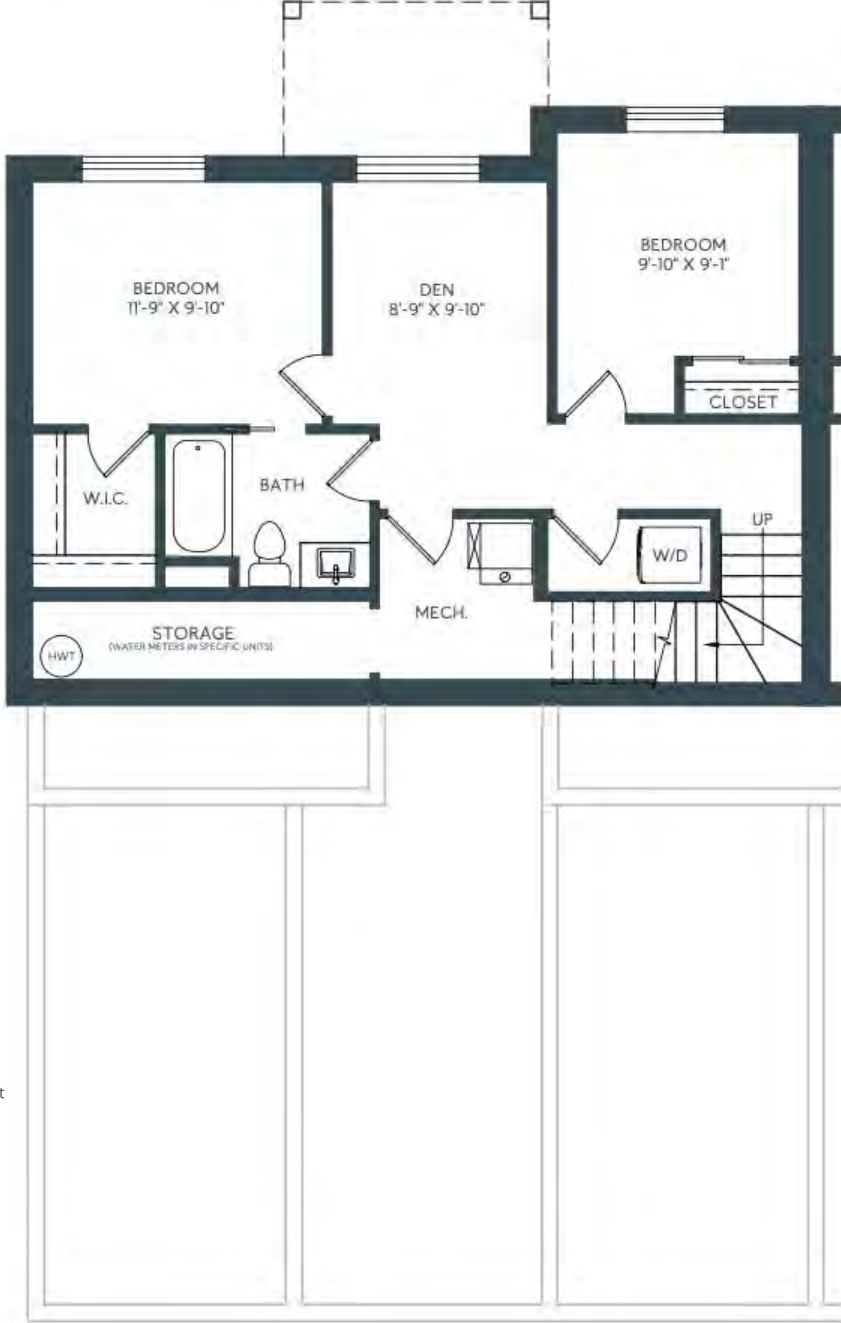 BEDROOM
9'-10" X 9'-1"
BEDROOM
11'-9" X 9'-10"
DEN
8'-9" X 9'-10"
CLOSET
BATH
W.I.C.
UP
W/D
MECH.
STORAGE
(WATER METERS IN SPECIFIC UNITS)
HWT
t